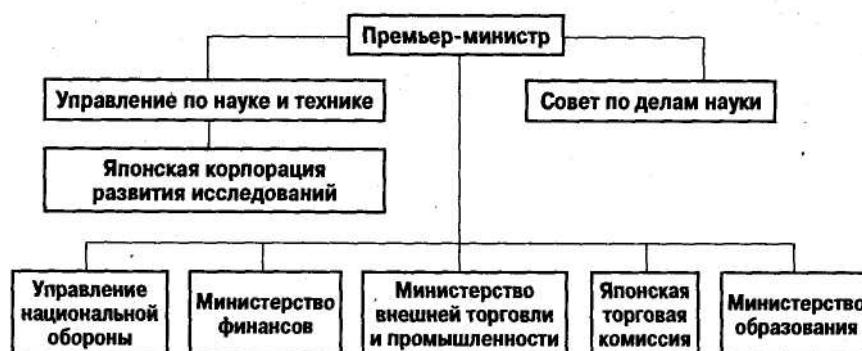 Премьер-министр
Управление по науке и технике
Совет по делам науки
Японская корпорация
развития исследований
Управление
национальной
обороны
Министерство
финансов
Министерство
внешней торговли
и промышленности
Японская
торговая
комиссия
Министерство
образования